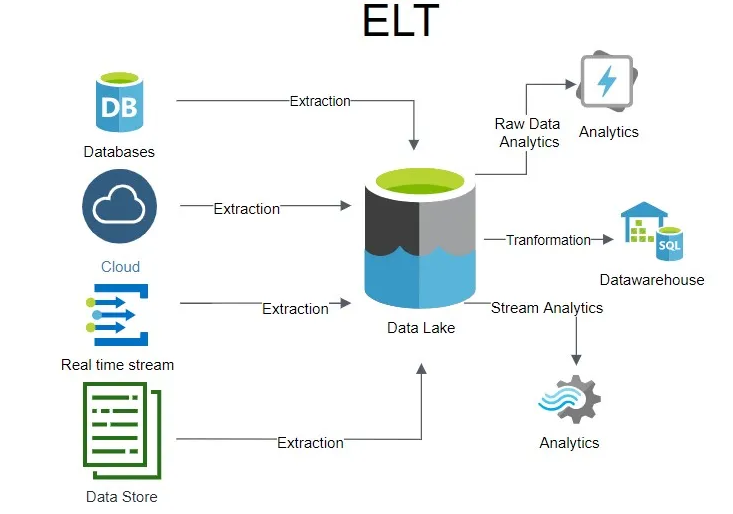 ELT
DB
Databases
Extraction
Cloud
Extraction
Real time stream
Extraction
Data Store
Extraction
Data Lake
Raw Data
Analytics
Analytics
Tranformation
SQL
Datawarehouse
Stream Analytics
Analytics